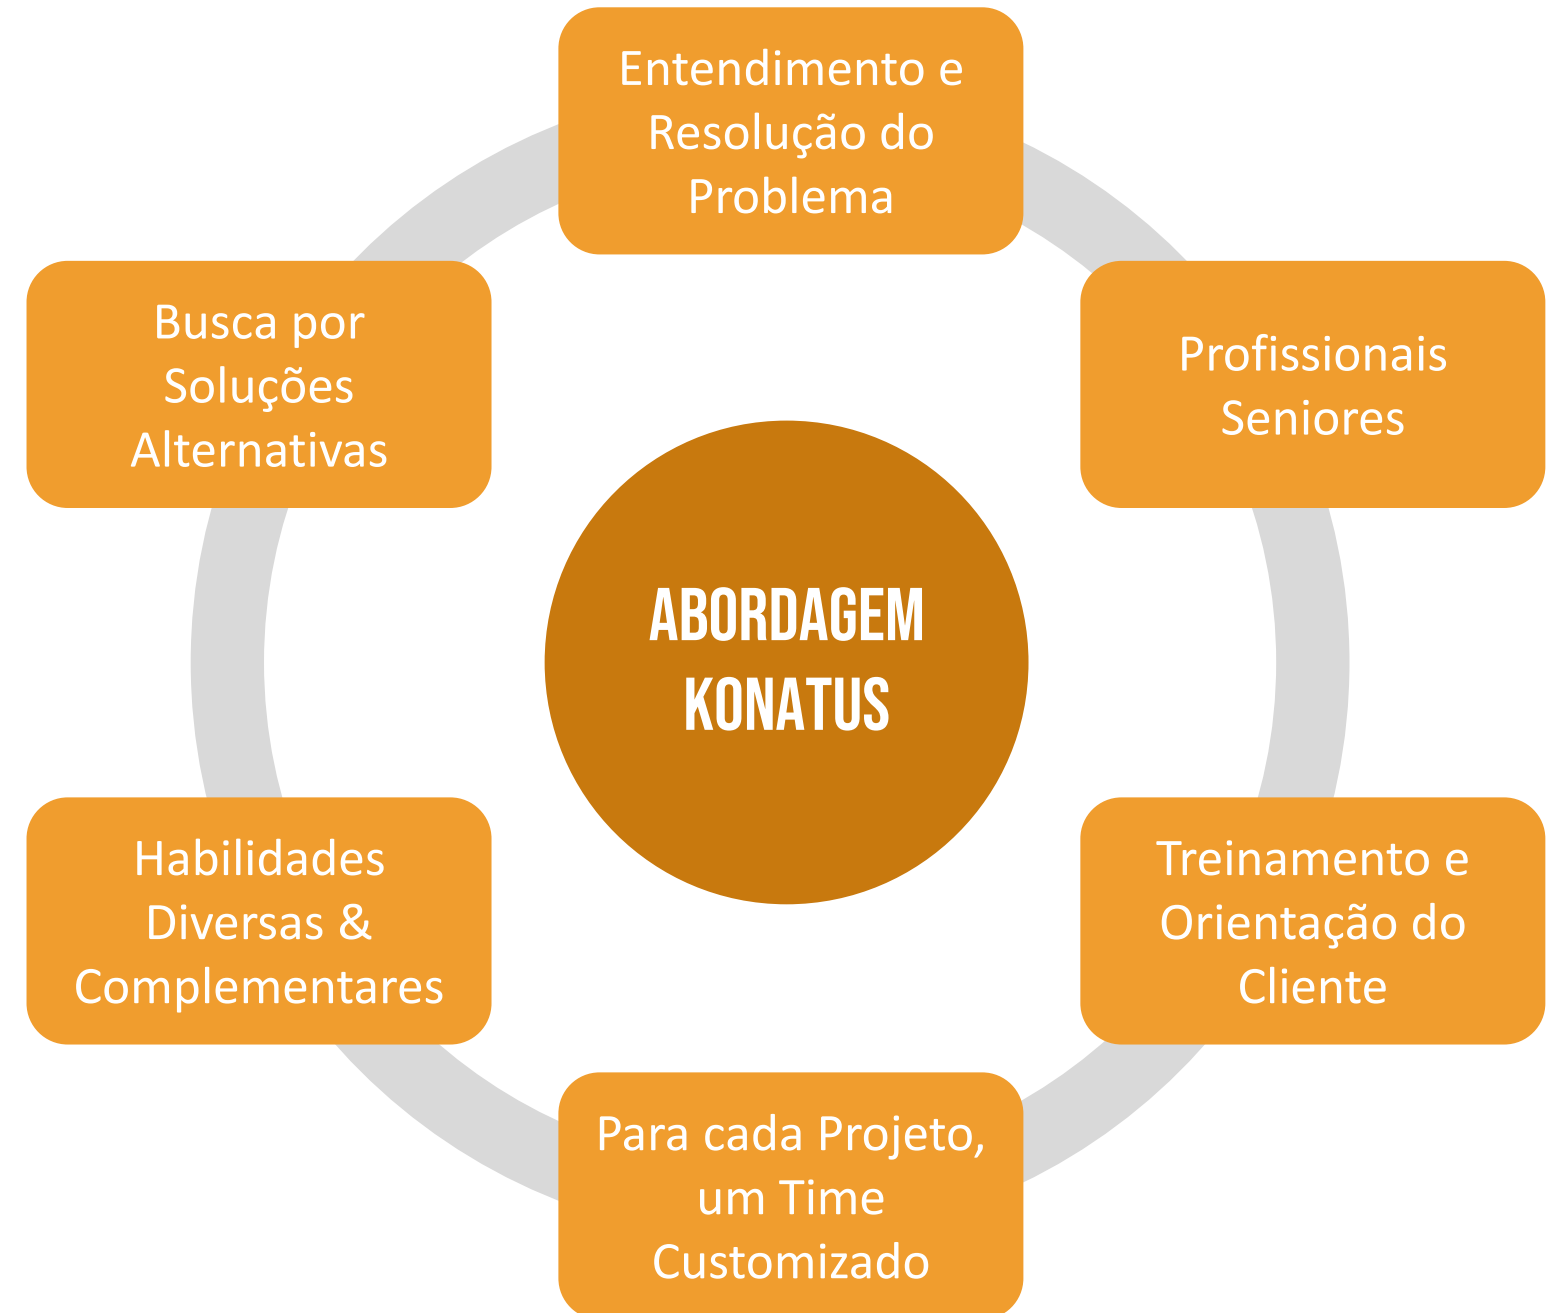 Entendimento e
Resolução do
Problema
Busca por
Soluções
Alternativas
Profissionais
Seniores
ABORDAGEM
KONATUS
Habilidades
Diversas &
Complementares
Treinamento e
Orientação do
Cliente
Para cada Projeto,
um Time
Customizado